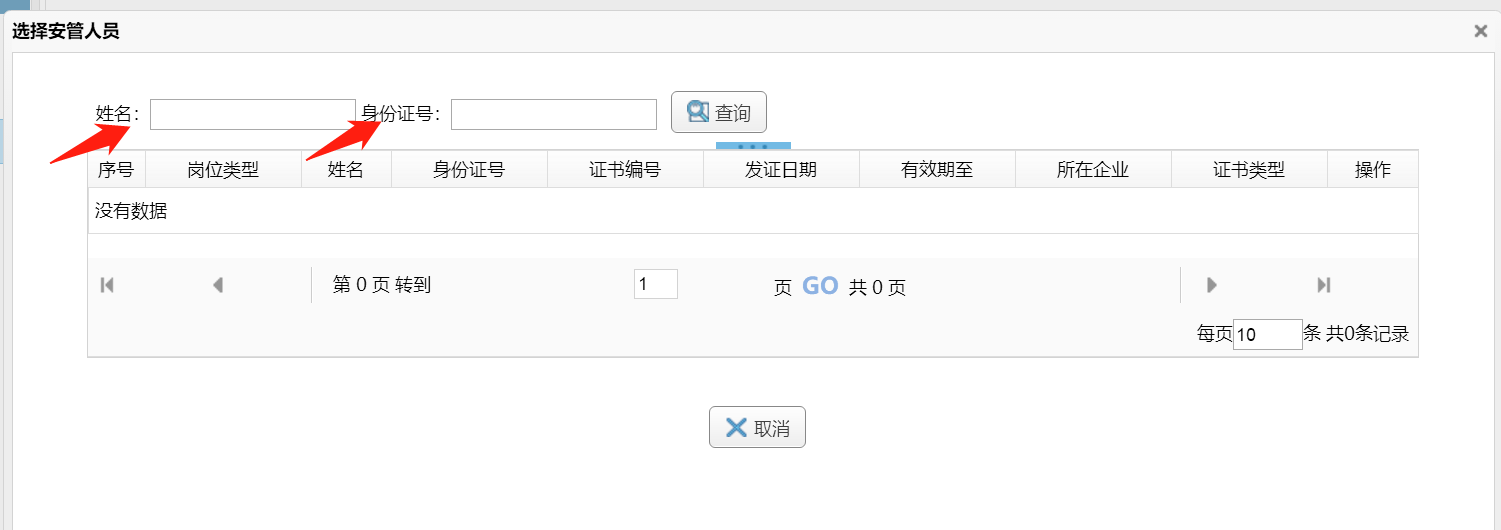 选择安管人员
姓名： 身份证号： 查询
序号 岗位类型 姓名 身份证号 证书编号 发证日期 有效期至 所在企业 证书类型 操作
没有数据
第 0 页 转到 1 页 GO 共 0 页
每页 10 条 共0条记录
取消